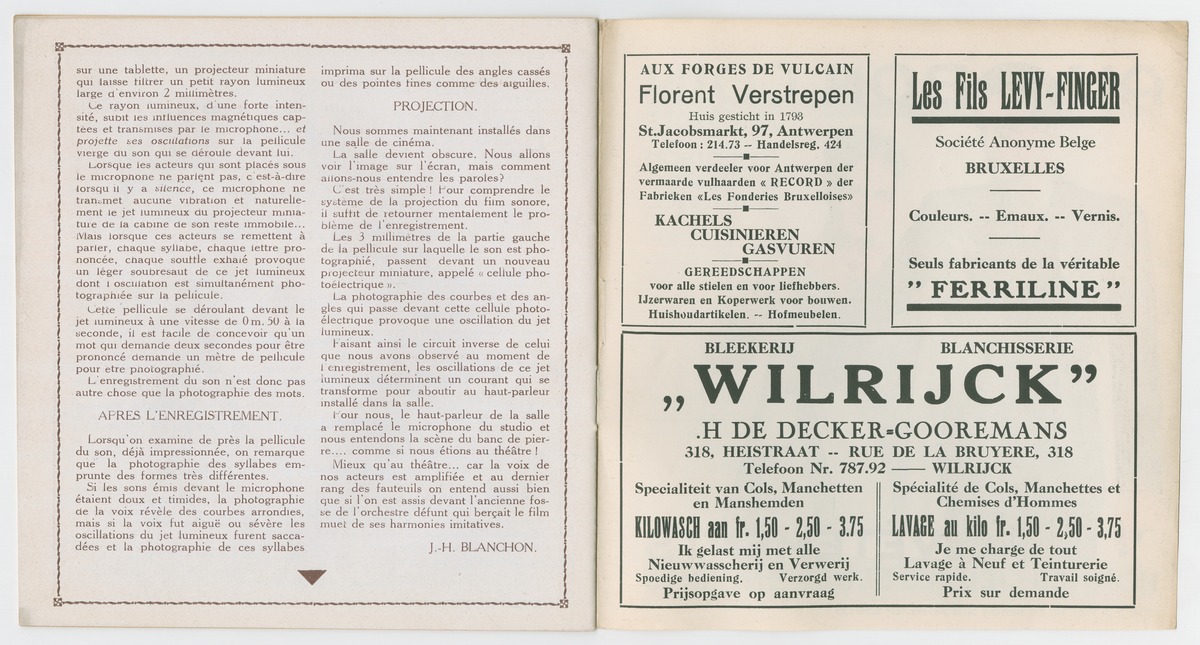 sur une tablette, un projecteur miniature
qui laisse filtrer un petit rayon lumineux
large d'environ 2 millimètres.
Ce rayon lumineux, d'une forte inten-
sité, subit les influences magnétiques cap-
tées et transmises par le microphone... et
projette ses oscillations sur la pellicule
vierge du son qui se déroule devant lui.
Lorsque les acteurs qui sont placés sous
le microphone ne parlent pas, c'est-à-dire
lorsqu'il y a silence, ce microphone ne
transmet aucune vibration et naturelle-
ment le jet lumineux du projecteur minia-
ture de la cabine de son reste immobile...
Mais lorsque ces acteurs se remettent à
parler, chaque syllabe, chaque lettre pro-
noncée, chaque souffle exhalé provoque
un léger soubresaut de ce jet lumineux
dont l'oscillation est simultanément pho-
tographiée sur la pellicule.
Cette pellicule se déroulant devant le
jet lumineux à une vitesse de 0 m. 50 à la
seconde, il est facile de concevoir qu'un
mot qui demande deux secondes pour être
prononcé demande un mètre de pellicule
pour etre photographié.
L'enregistrement du son n'est donc pas
autre chose que la photographie des mots.
APRES L'ENREGISTREMENT.
Lorsqu'on examine de près la pellicule
du son, déjà impressionnée, on remarque
que la photographie des syllabes em-
prunte des formes très différentes.
Si les sons émis devant le microphone
étaient doux et timides, la photographie
de la voix révèle des courbes arrondies,
mais si la voix fut aiguë ou sévère les
oscillations du jet lumineux furent sacca-
dées et la photographie de ces syllabes
imprima sur la pellicule des angles cassés
ou des pointes fines comme des aiguilles.
PROJECTION.
Nous sommes maintenant installés dans
une salle de cinéma.
La salle devient obscure. Nous allons
voir l'image sur l'écran, mais comment
allons-nous entendre les paroles?
C'est très simple ! Pour comprendre le
système de la projection du film sonore,
il suffit de retourner mentalement le pro-
blème de l'enregistrement.
Les 3 millimètres de la partie gauche
de la pellicule sur laquelle le son est pho-
tographié, passent devant un nouveau
projecteur miniature, appelé « cellule pho-
toélectrique ».
La photographie des courbes et des an-
gles qui passe devant cette cellule photo-
électrique provoque une oscillation du jet
lumineux.
Faisant ainsi le circuit inverse de celui
que nous avons observé au moment de
l'enregistrement, les oscillations de ce jet
lumineux déterminent un courant qui se
transforme pour aboutir au haut-parleur
installé dans la salle.
Pour nous, le haut-parleur de la salle
a remplacé le microphone du studio et
nous entendons la scène du banc de pier-
re.... comme si nous étions au théâtre !
Mieux qu'au théâtre... car la voix de
nos acteurs est amplifiée et au dernier
rang des fauteuils on entend aussi bien
que si l'on est assis devant l'ancienne fos-
se de l'orchestre défunt qui berçait le film
muet de ses harmonies imitatives.
J.-H. BLANCHON.
AUX FORGES DE VULCAIN
Florent Verstrepen
Huis gesticht in 1793
St.Jacobsmarkt, 97, Antwerpen
Telefoon : 214.73 -- Handelsreg. 424
Algemeen verdeeler voor Antwerpen der
vermaarde vulhaarden « RECORD » der
Fabrieken «Les Fonderies Bruxelloises»
KACHELS
CUISINIEREN
GASVUREN
GEREEDSCHAPPEN
voor alle stielen en voor liefhebbers.
IJzerwaren en Koperwerk voor bouwen.
Huishoudartikelen. -- Hofmeubelen.
Les Fils LEVY-FINGER
Société Anonyme Belge
BRUXELLES
Couleurs. -- Emaux. -- Vernis.
Seuls fabricants de la véritable
" FERRILINE "
BLEEKERIJ BLANCHISSERIE
„WILRIJCK”
.H DE DECKER=GOOREMANS
318, HEISTRAAT -- RUE DE LA BRUYERE, 318
Telefoon Nr. 787.92 —— WILRIJCK
Specialiteit van Cols, Manchetten
en Manshemden
KILOWASCH aan fr. 1,50 - 2,50 - 3.75
Ik gelast mij met alle
Nieuwwasscherij en Verwerij
Spoedige bediening. Verzorgd werk.
Prijsopgave op aanvraag
Spécialité de Cols, Manchettes et
Chemises d'Hommes
LAVAGE au kilo fr. 1,50 - 2,50 - 3,75
Je me charge de tout
Lavage à Neuf et Teinturerie
Service rapide. Travail soigné.
Prix sur demande